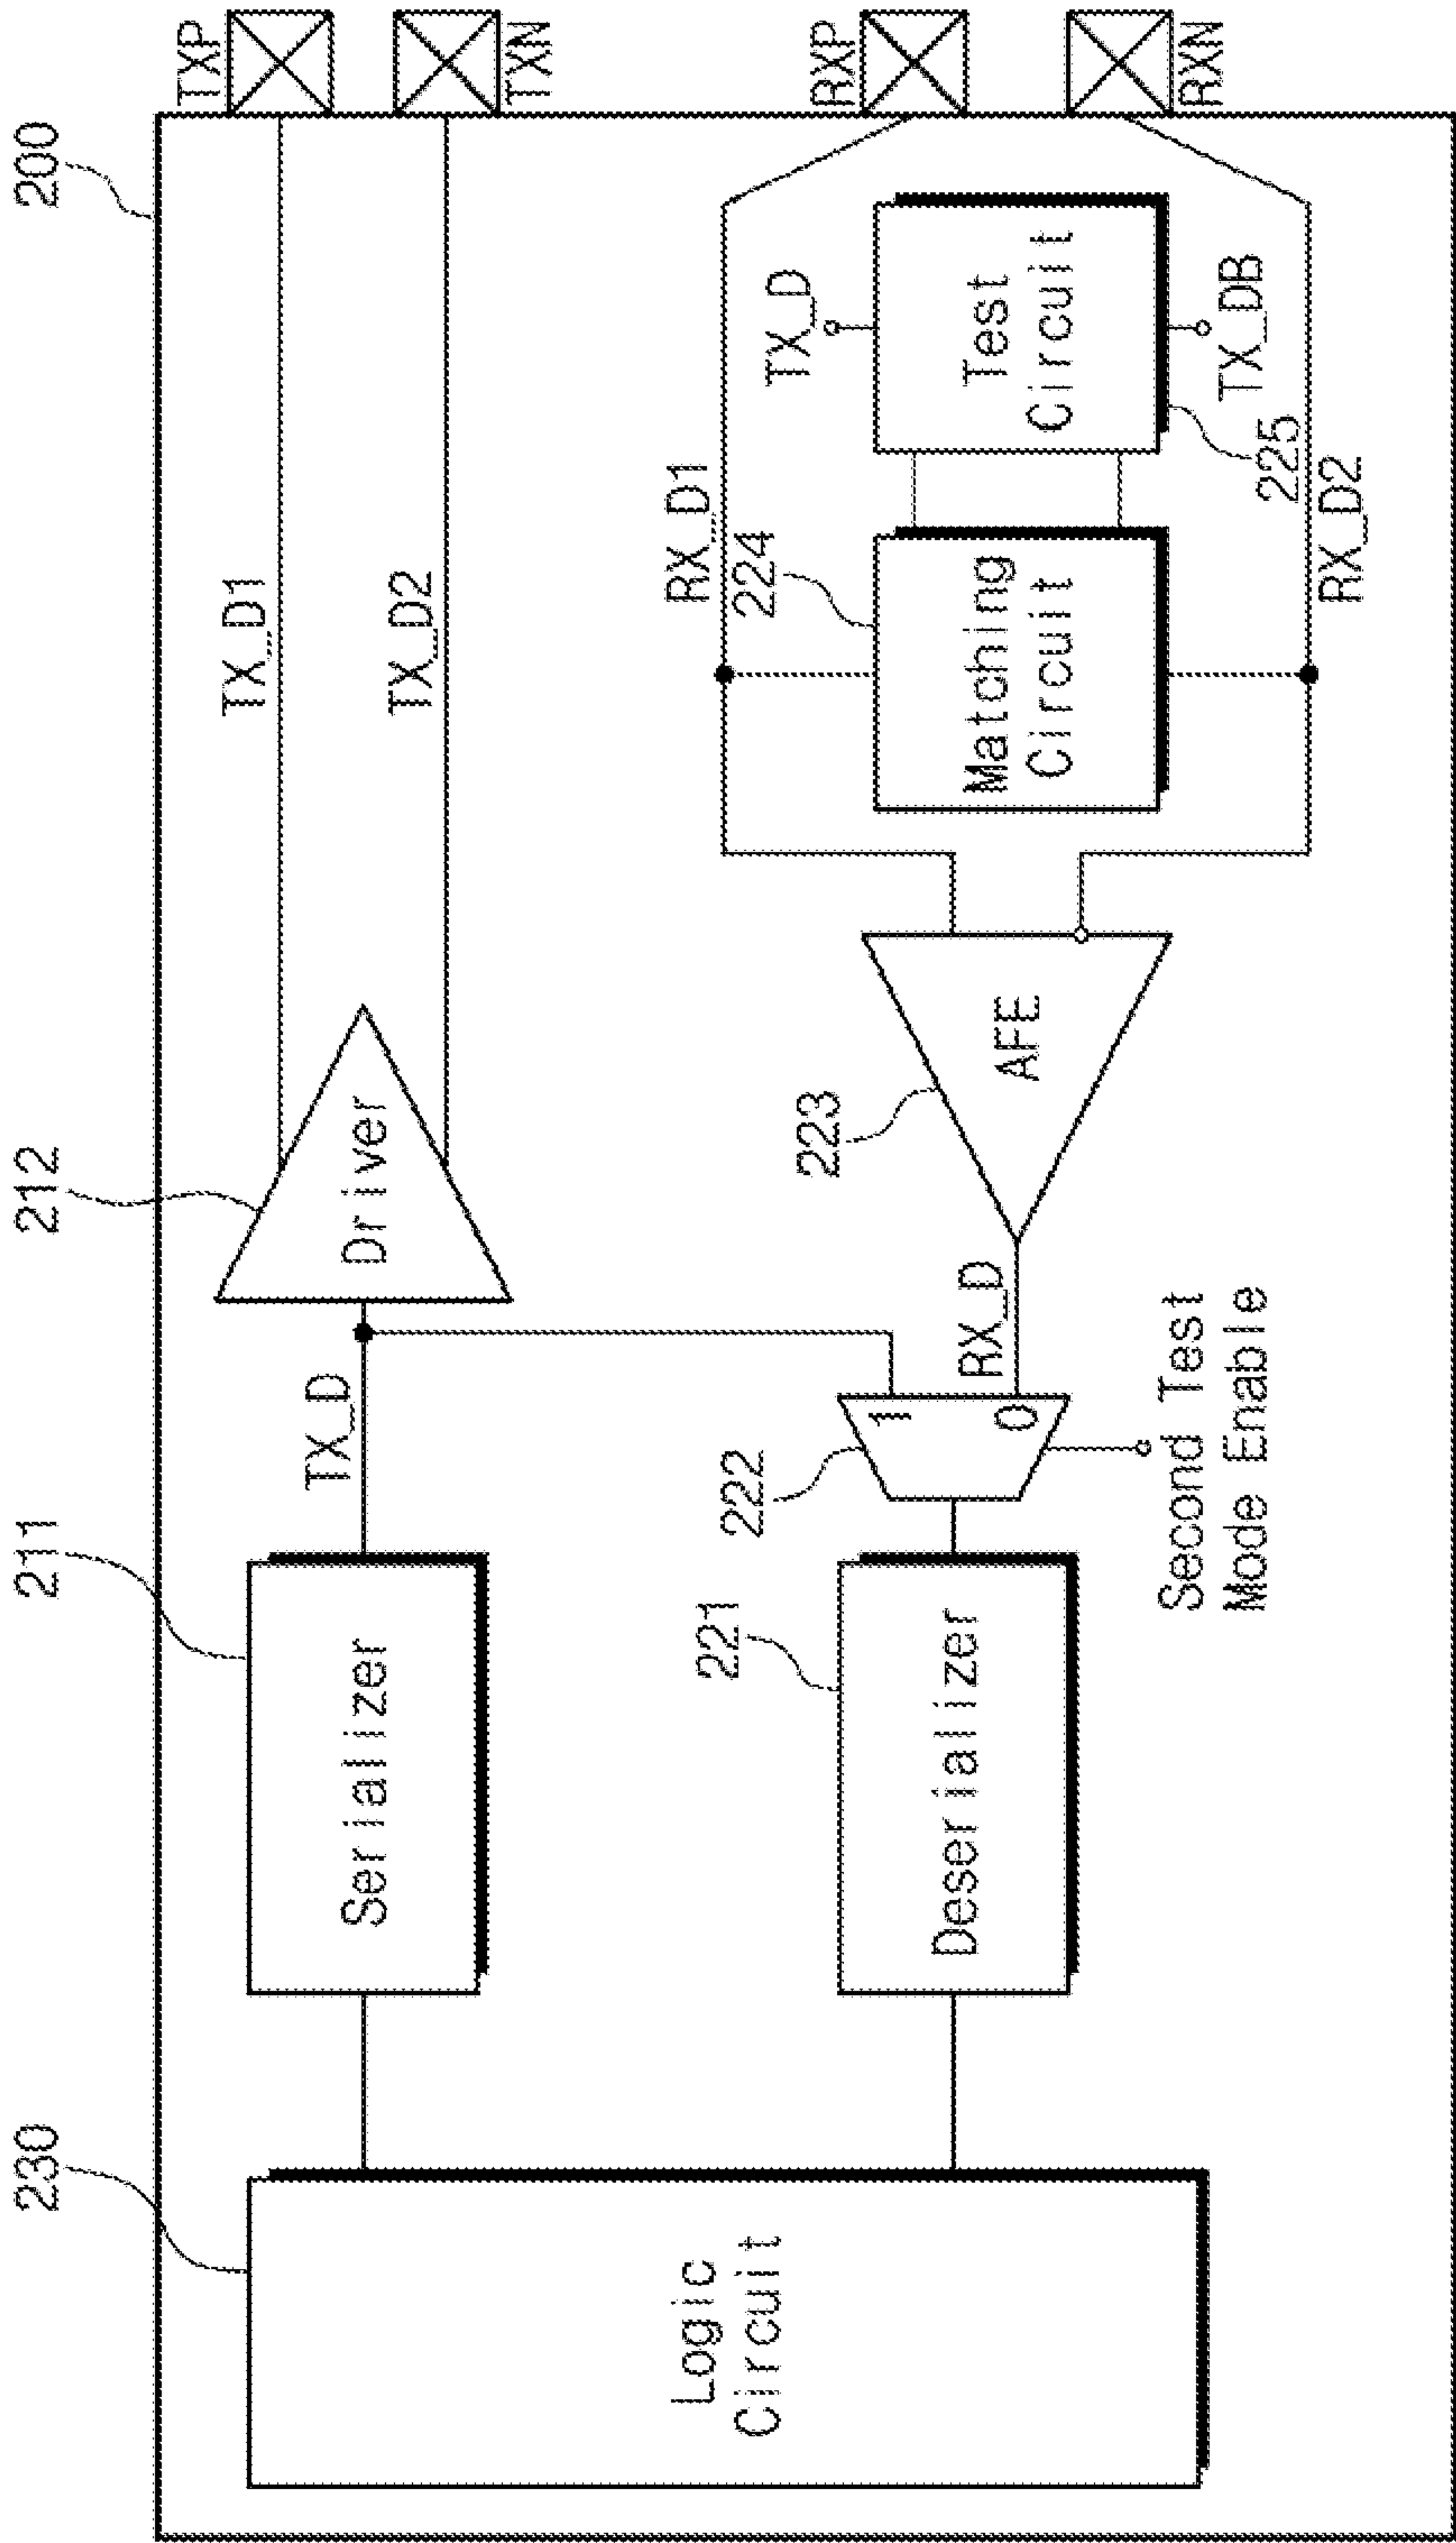 200
TXP
TXN
RXP
RXN
230
211
212
Logic
Circuit
Serializer
TX_D
Driver
TX_D1
TX_D2
Deserializer
221
222
1
0
Second Test
Mode Enable
RX_D
223
AFE
RX_D1
224
Matching
Circuit
TX_D
Test
Circuit
TX_DB
225
RX_D2